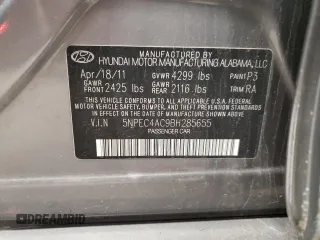 HYUNDAI MOTOR MANUFACTURING ALABAMA, LLC
Apr/18/11 GVWR 4299 lbs PAINT P3
GAWR FRONT 2425 lbs GAWR REAR 2116 lbs TRIM RA
THIS VEHICLE CONFORMS TO ALL APPLICABLE U.S. FEDERAL MOTOR VEHICLE SAFETY, BUMPER, AND THEFT PREVENTION STANDARDS IN EFFECT ON THE DATE OF MANUFACTURE SHOWN ABOVE.
V.I.N 5NPEC4AC9BH285655
PASSENGER CAR
DREAMBID